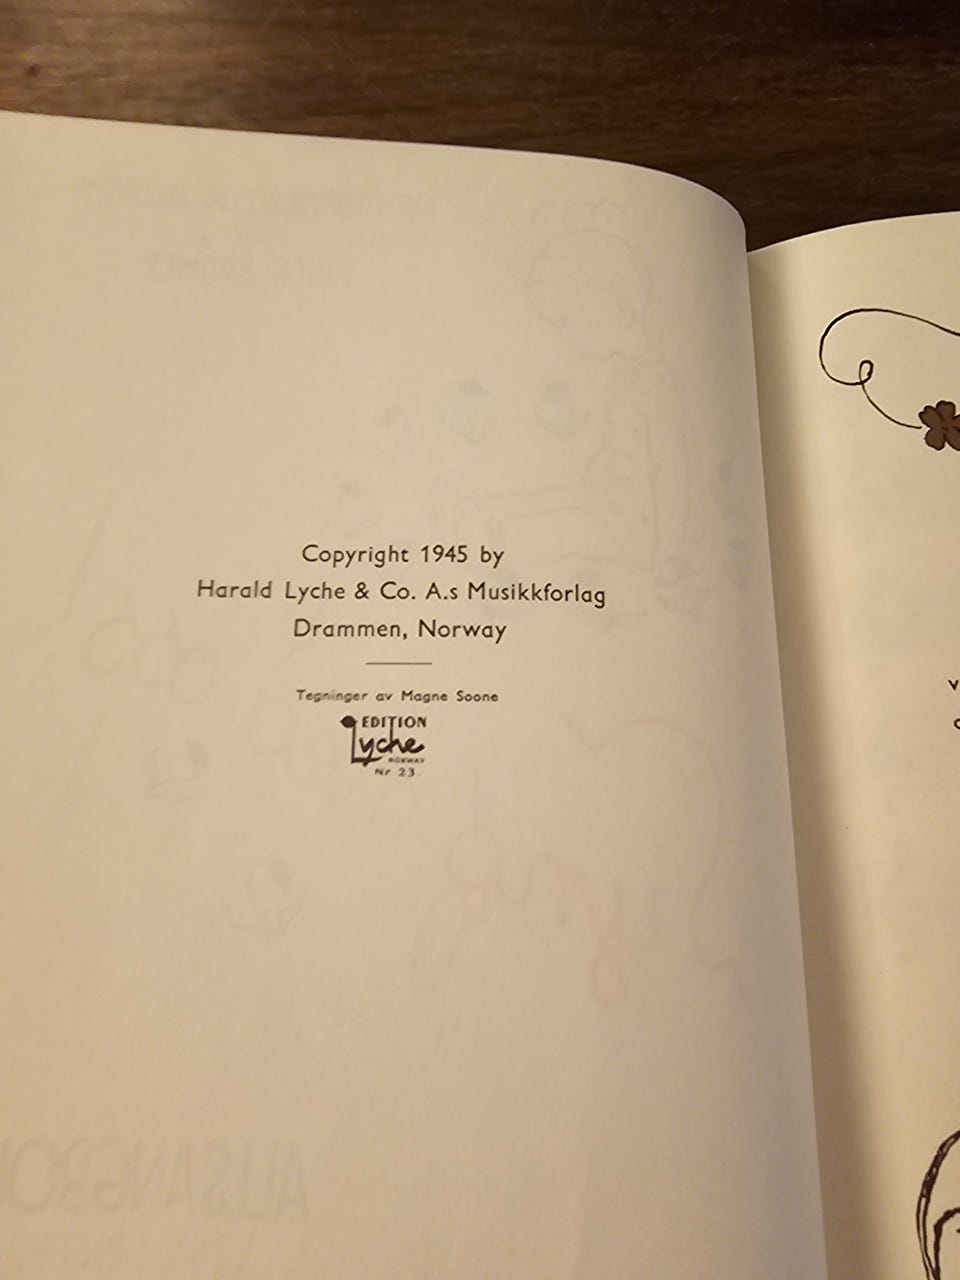 Copyright 1945 by
Harald Lyche & Co. A.s Musikkforlag
Drammen, Norway
Tegninger av Magne Soone
EDITION
Lyche
NORWAY
Nr 23.